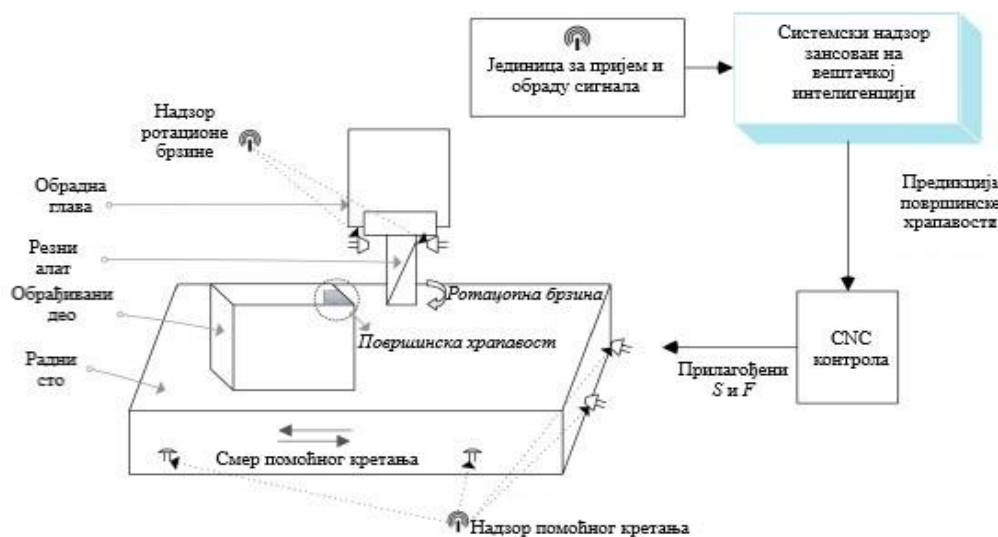 Јединица за пријем и
обраду сигнала
Системски надзор
зансован на
вештачкој
интелигенцији
Надзор
ротационе
брзине
Обрадна
глава
Резни
алат
Обрађивани
део
Радни
сто
Ротацопна брзина
Површинска храпавост
Предикција
површинске
храпавости
CNC
контрола
Прилагођени
S и F
Смер помоћног кретања
Надзор помоћног кретања